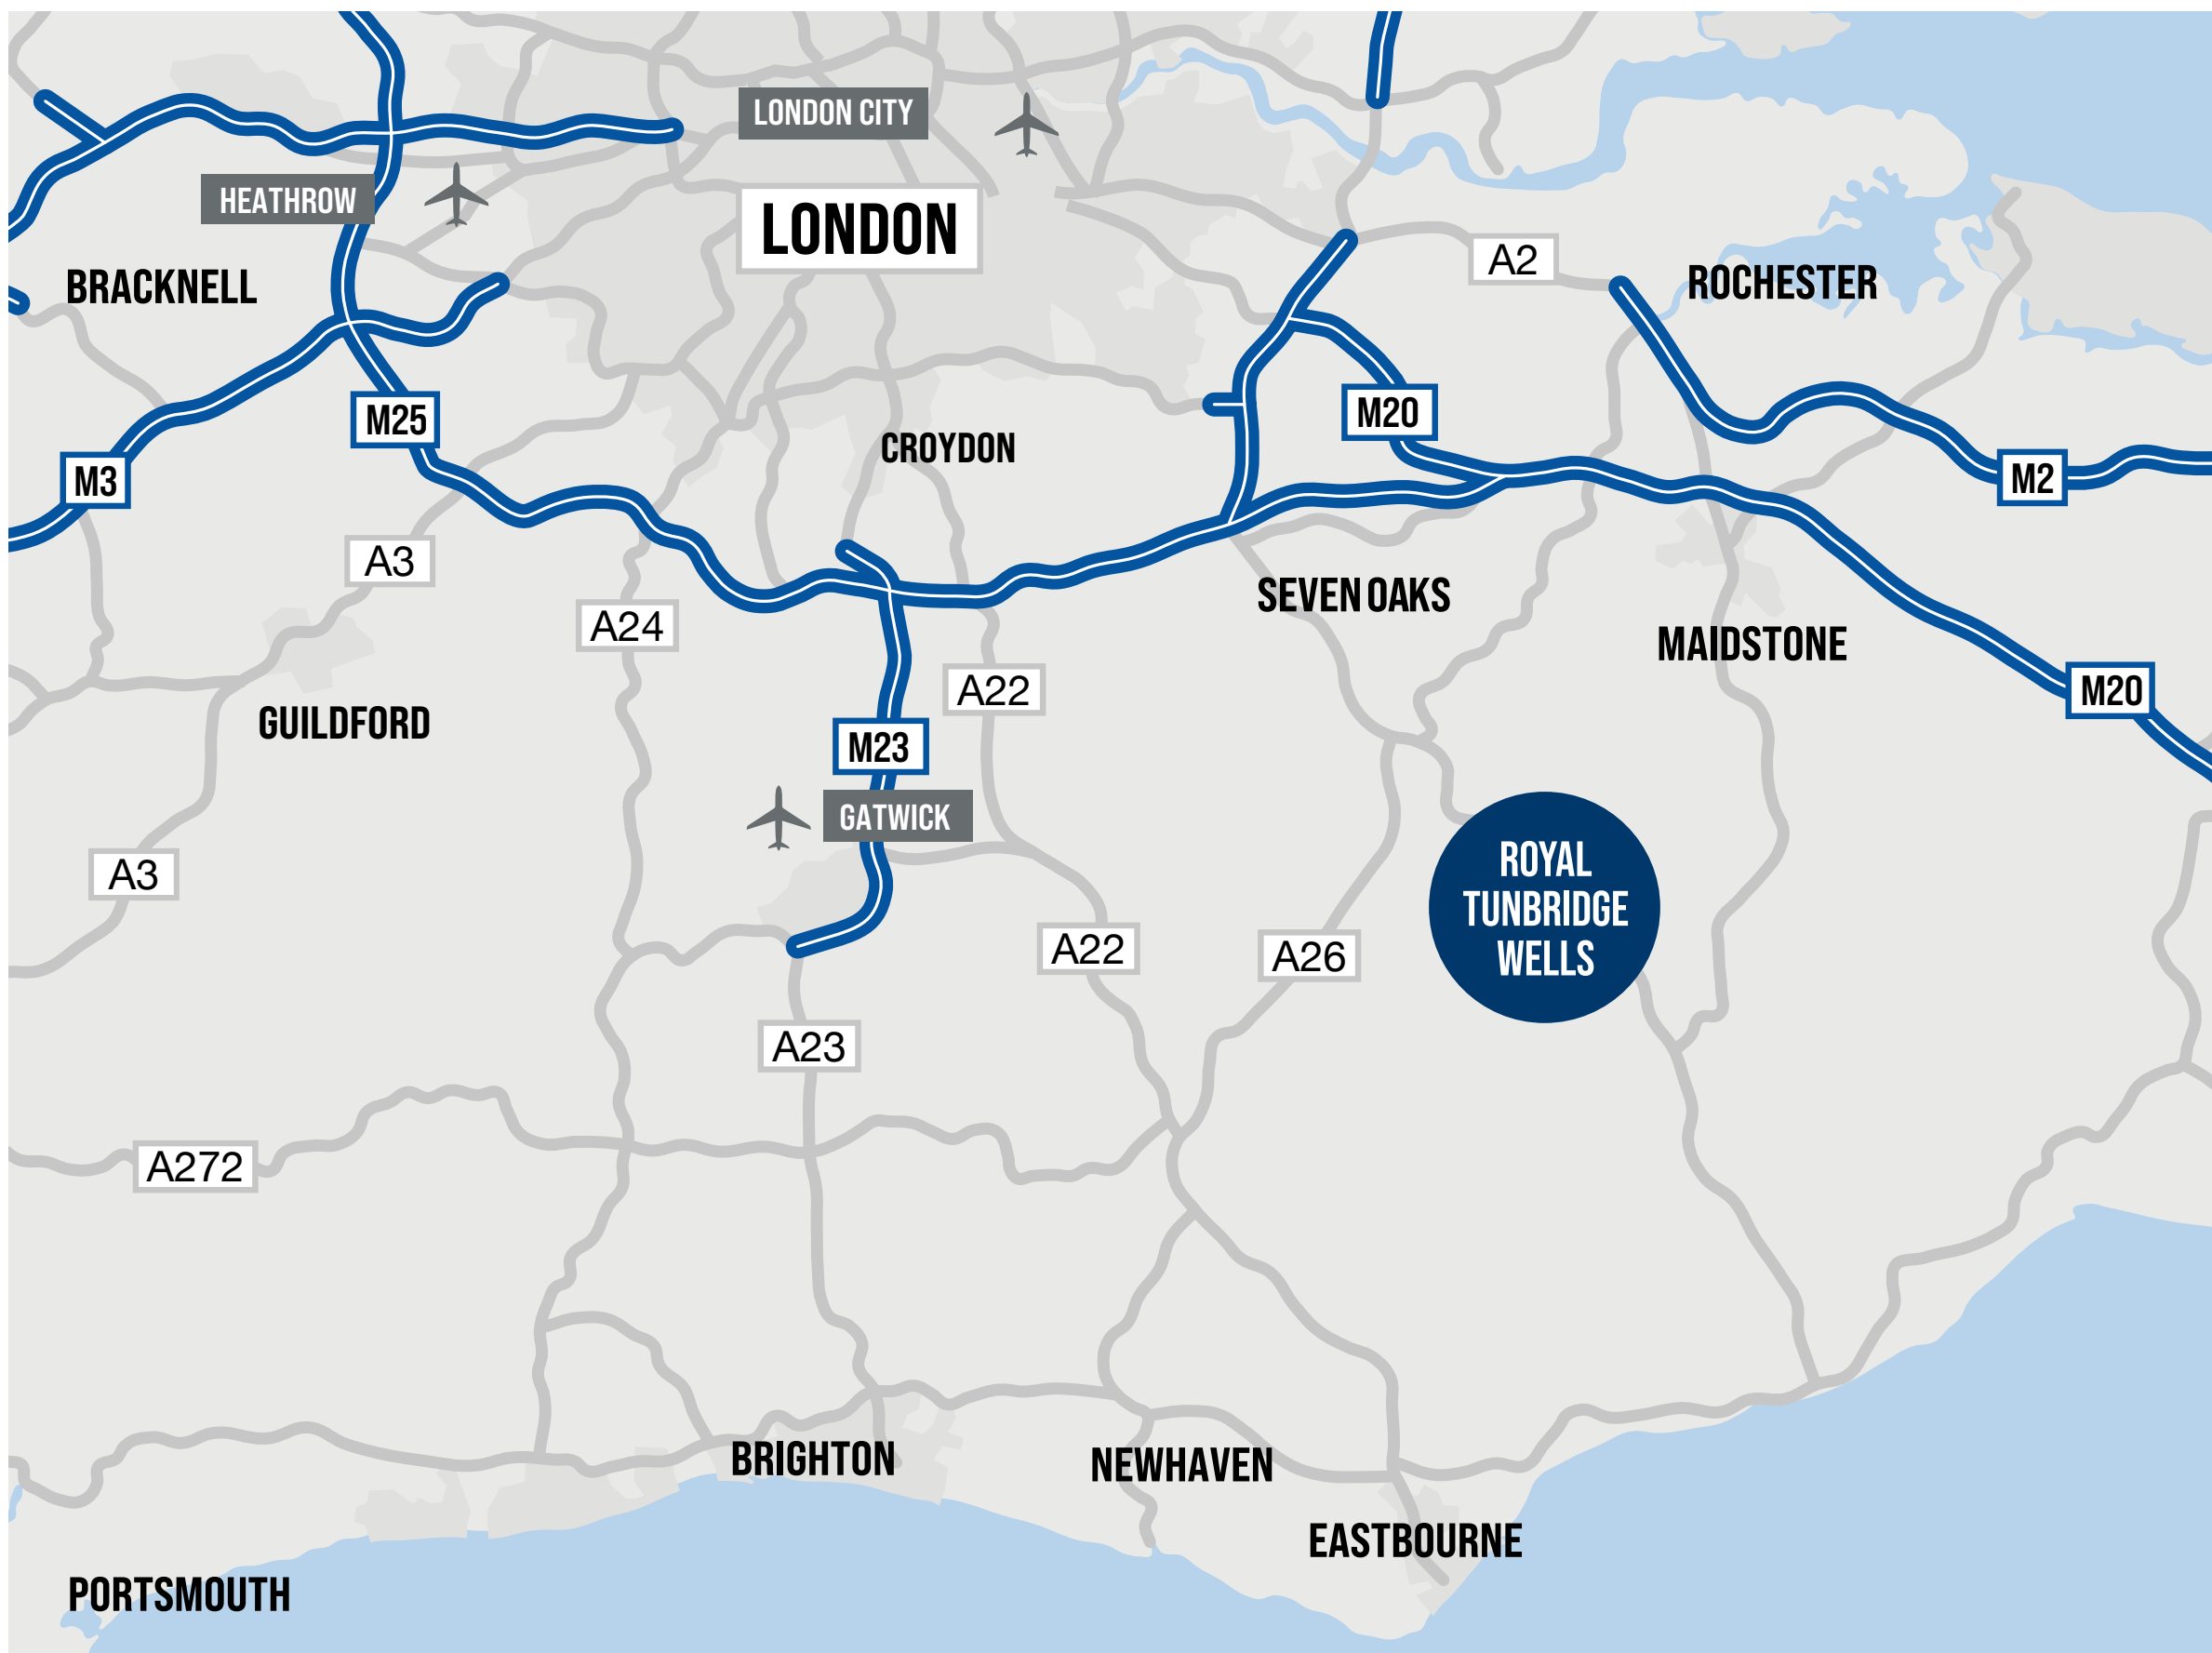 LONDON CITY
HEATHROW
LONDON
A2
BRACKNELL
ROCHESTER
M25
M20
CROYDON
M3
M2
A3
SEVEN OAKS
A24
MAIDSTONE
A22
M20
GUILDFORD
M23
GATWICK
A3
ROYAL
TUNBRIDGE
WELLS
A22
A26
A23
A272
BRIGHTON
NEWHAVEN
EASTBOURNE
PORTSMOUTH